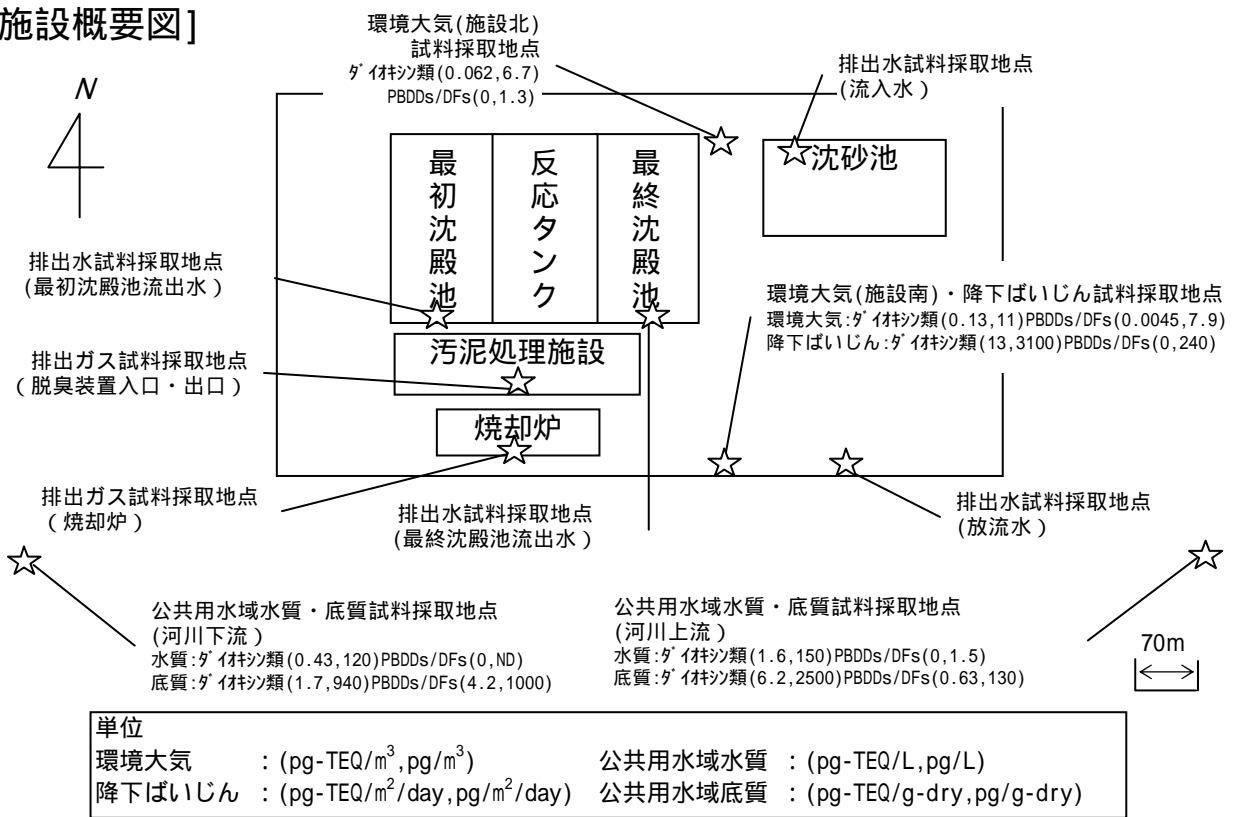 施設概要図]
環境大気(施設北)
試料採取地点
ダイオキシン類(0.062,6.7)
PBDDs/DFs(0,1.3)
排出水試料採取地点
(流入水)
N
最初沈殿池
反応タンク
最終沈殿池
沈砂池
排出水試料採取地点
(最初沈殿池流出水)
環境大気(施設南)・降下ばいじん試料採取地点
環境大気:ダイオキシン類(0.13,11)PBDDs/DFs(0.0045,7.9)
降下ばいじん:ダイオキシン類(13,3100)PBDDs/DFs(0,240)
汚泥処理施設
排出ガス試料採取地点
(脱臭装置入口・出口)
焼却炉
排出ガス試料採取地点
(焼却炉)
排出水試料採取地点
(最終沈殿池流出水)
排出水試料採取地点
(放流水)
公共用水域水質・底質試料採取地点
(河川下流)
水質:ダイオキシン類(0.43,120)PBDDs/DFs(0,ND)
底質:ダイオキシン類(1.7,940)PBDDs/DFs(4.2,1000)
公共用水域水質・底質試料採取地点
(河川上流)
水質:ダイオキシン類(1.6,150)PBDDs/DFs(0,1.5)
底質:ダイオキシン類(6.2,2500)PBDDs/DFs(0.63,130)
70m
単位
環境大気 : (pg-TEQ/m³,pg/m³) 公共用水域水質 : (pg-TEQ/L,pg/L)
降下ばいじん : (pg-TEQ/m²/day,pg/m²/day) 公共用水域底質 : (pg-TEQ/g-dry,pg/g-dry)